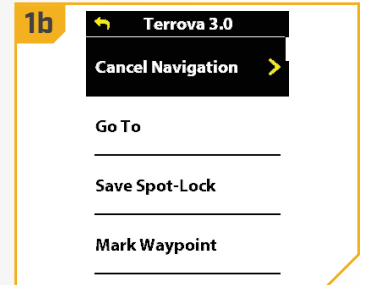 1b
Terrova 3.0
Cancel Navigation
Go To
Save Spot-Lock
Mark Waypoint